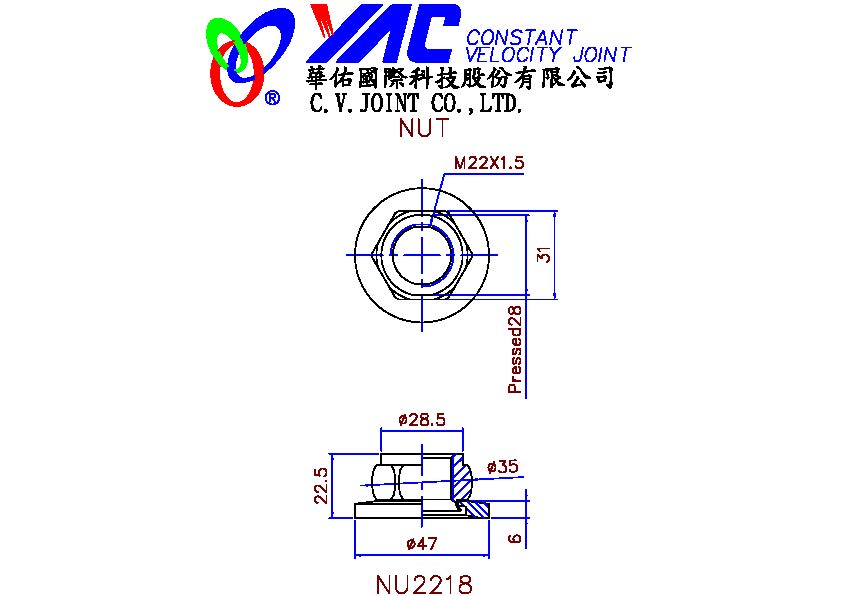 VAC CONSTANT
VELOCITY JOINT
華佑國際科技股份有限公司
®
C.V.JOINT CO.,LTD.
NUT
M22X1.5
31
Pressed28
ø28.5
22.5
ø35
6
ø47
NU2218